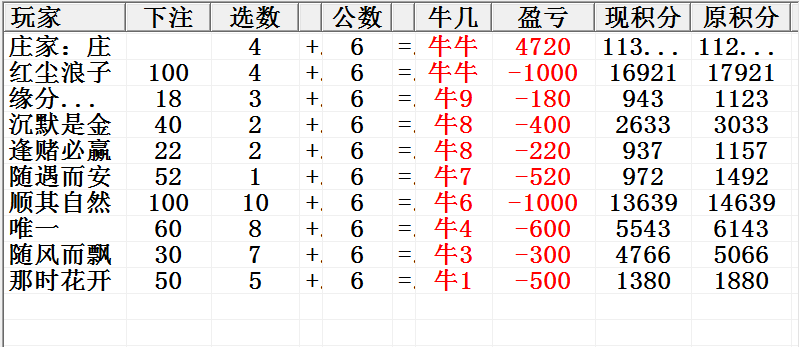 玩家 下注 选数 公数 牛几 盈亏 现积分 原积分
庄家：庄 4 +. 6 =. 牛牛 4720 113... 112...
红尘浪子 100 4 +. 6 =. 牛牛 -1000 16921 17921
缘分... 18 3 +. 6 =. 牛9 -180 943 1123
沉默是金 40 2 +. 6 =. 牛8 -400 2633 3033
逢赌必赢 22 2 +. 6 =. 牛8 -220 937 1157
随遇而安 52 1 +. 6 =. 牛7 -520 972 1492
顺其自然 100 10 +. 6 =. 牛6 -1000 13639 14639
唯一 60 8 +. 6 =. 牛4 -600 5543 6143
随风而飘 30 7 +. 6 =. 牛3 -300 4766 5066
那时花开 50 5 +. 6 =. 牛1 -500 1380 1880